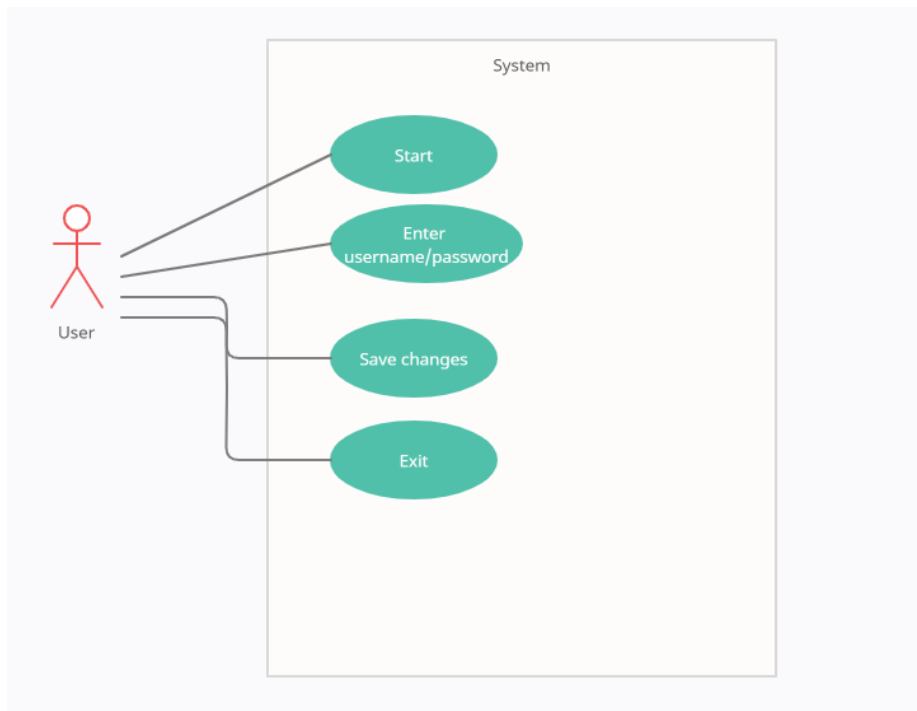 System
Start
Enter
username/password
User
Save changes
Exit